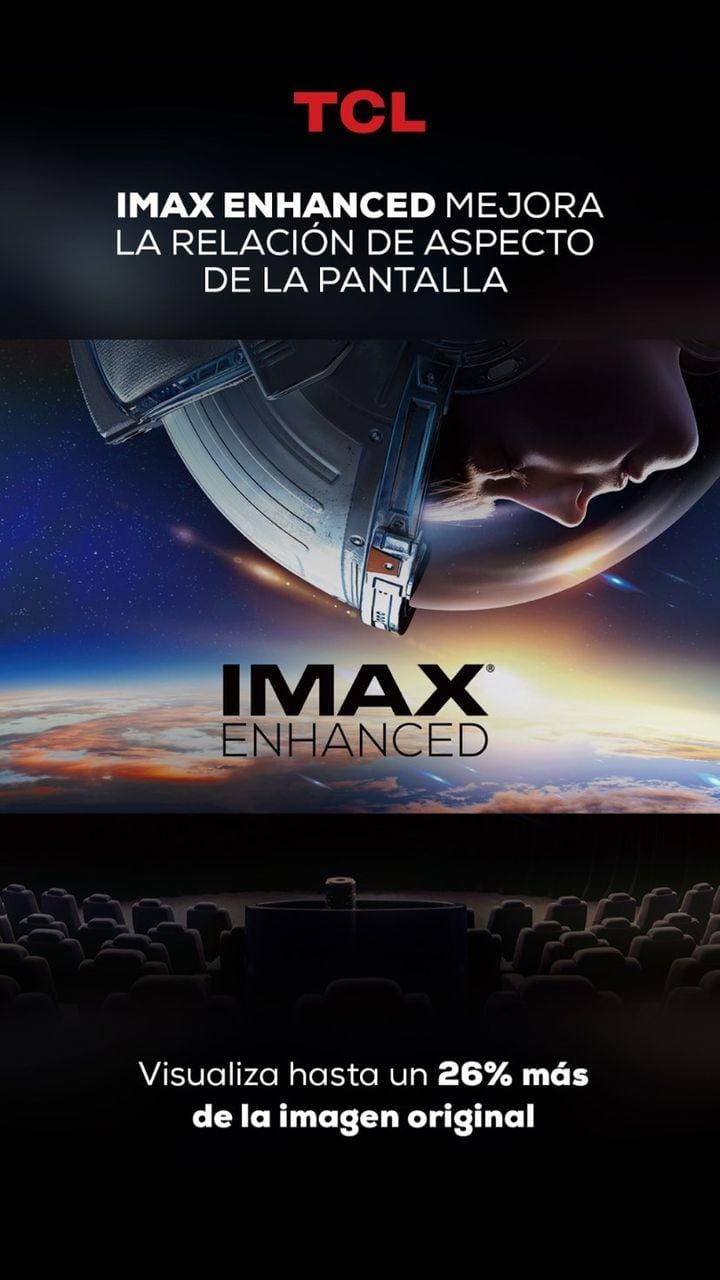 TCL
IMAX ENHANCED MEJORA
LA RELACIÓN DE ASPECTO
DE LA PANTALLA
IMAX®
ENHANCED
Visualiza hasta un 26% más
de la imagen original